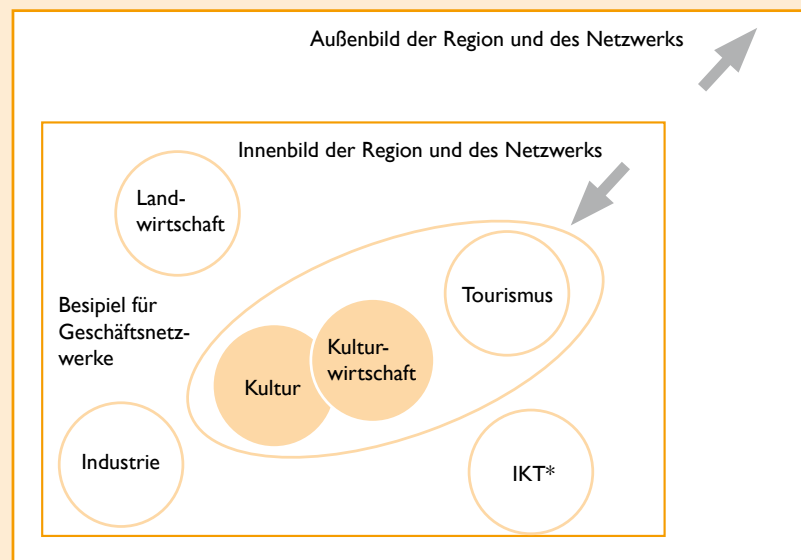 Außenbild der Region und des Netzwerks
Innenbild der Region und des Netzwerks
Land-
wirtschaft
Tourismus
Besipiel für
Geschäftsnetz-
werke
Kultur-
wirtschaft
Kultur
Industrie
IKT*